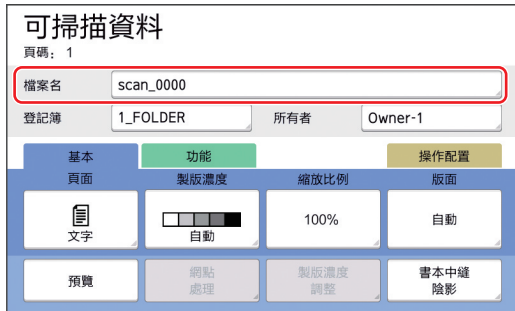 可掃描資料
頁碼：1
檔案名 scan_0000
登記簿 1_FOLDER 所有者 Owner-1
基本 功能 操作配置
頁面 製版濃度 縮放比例 版面
文字 自動 100% 自動
預覽 網點處理 製版濃度調整 書本中縫陰影